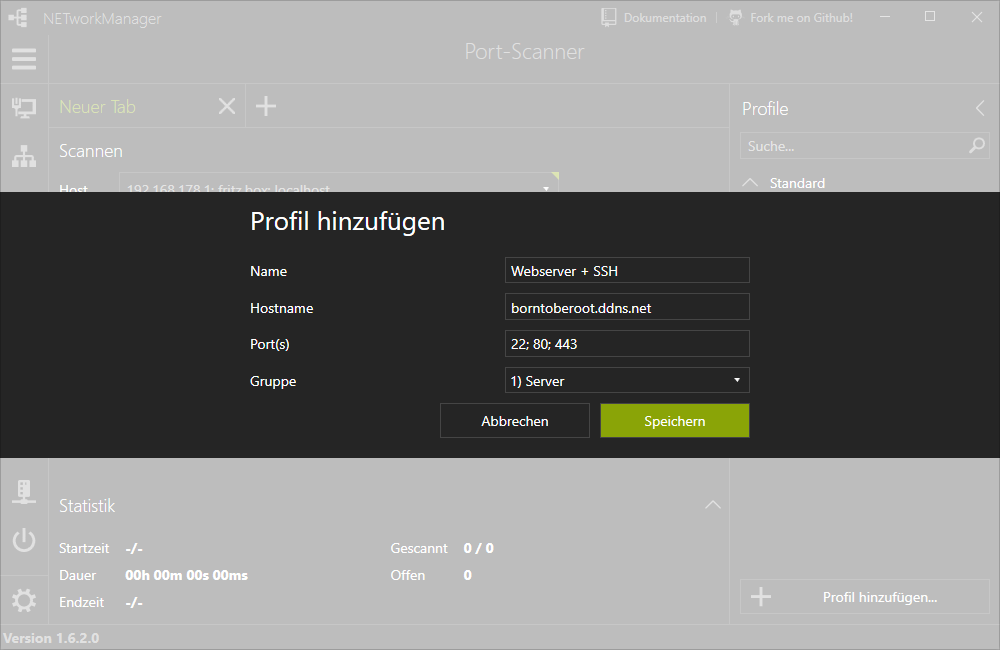 NETworkManager Dokumentation Fork me on Github!
Port-Scanner
Neuer Tab
Profile
Scannen
Suche...
Host 192.168.178.1; fritz.box; localhost
Standard
Profil hinzufügen
Name Webserver + SSH
Hostname borntoberoot.ddns.net
Port(s) 22; 80; 443
Gruppe 1) Server
Abbrechen Speichern
Statistik
Startzeit -/- Gescannt 0 / 0
Dauer 00h 00m 00s 00ms Offen 0
Endzeit -/-
Profil hinzufügen...
Version 1.6.2.0